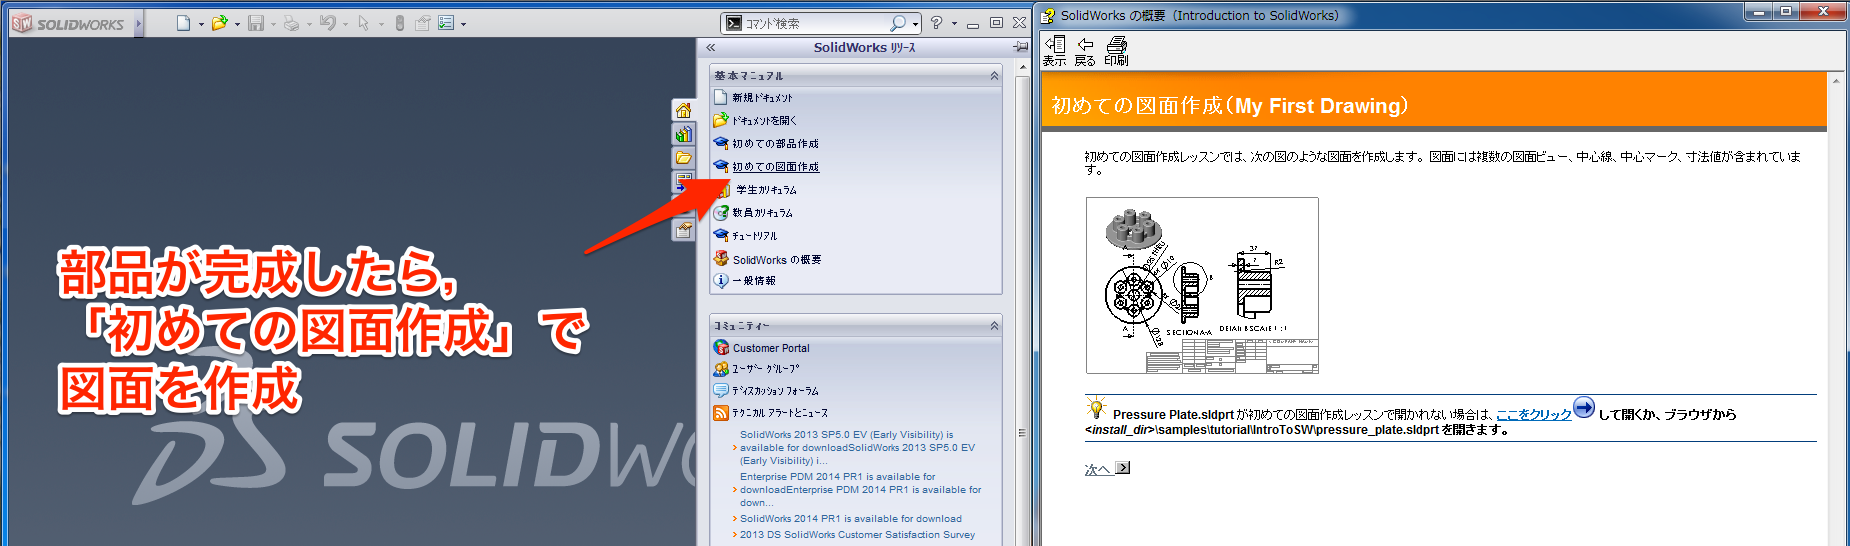 SOLIDWORKS
コマンド検索
SolidWorks リリース
基本マニュアル
新規ドキュメント
ドキュメントを開く
初めての部品作成
初めての図面作成
学生カリキュラム
教員カリキュラム
チュートリアル
SolidWorks の概要
一般情報
コミュニティー
Customer Portal
ユーザー グループ
ディスカッション フォーラム
テクニカル アラートとニュース
SolidWorks 2013 SP5.0 EV (Early Visibility) is
available for downloadSolidWorks 2013 SP5.0 EV
(Early Visibility) i...
Enterprise PDM 2014 PR1 is available for
downloadEnterprise PDM 2014 PR1 is available for
down...
SolidWorks 2014 PR1 is available for download
2013 DS SolidWorks Customer Satisfaction Survey
部品が完成したら,
「初めての図面作成」で
図面を作成
SOLIDW
SolidWorks の概要 (Introduction to SolidWorks)
表示 戻る 印刷
初めての図面作成(My First Drawing)
初めての図面作成レッスンでは、次の図のような図面を作成します。 図面には複数の図面ビュー、中心線、中心マーク、寸法値が含まれていま
す。
37
7
R2
B
A
A
SECTION A-A
DETAIL B SCALE 1 : 1
Pressure Plate.sldprt が初めての図面作成レッスンで開かれない場合は、ここをクリック して開くか、ブラウザから
<install_dir>\samples\tutorial\IntroToSW\pressure_plate.sldprt を開きます。
次へ